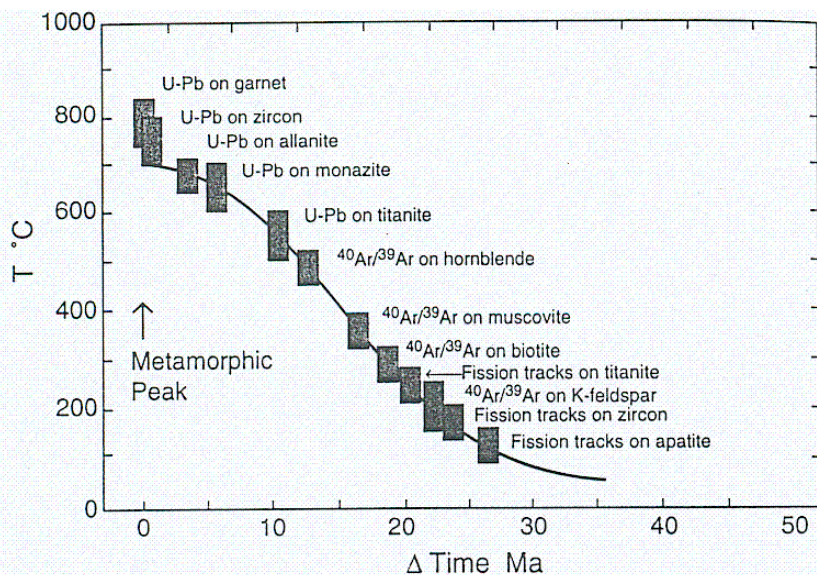 1000
800
600
400
200
0
T °C
U-Pb on garnet
U-Pb on zircon
U-Pb on allanite
U-Pb on monazite
U-Pb on titanite
⁴⁰Ar/³⁹Ar on hornblende
⁴⁰Ar/³⁹Ar on muscovite
⁴⁰Ar/³⁹Ar on biotite
Fission tracks on titanite
⁴⁰Ar/³⁹Ar on K-feldspar
Fission tracks on zircon
Fission tracks on apatite
Metamorphic
Peak
0 10 20 30 40 50
Δ Time Ma